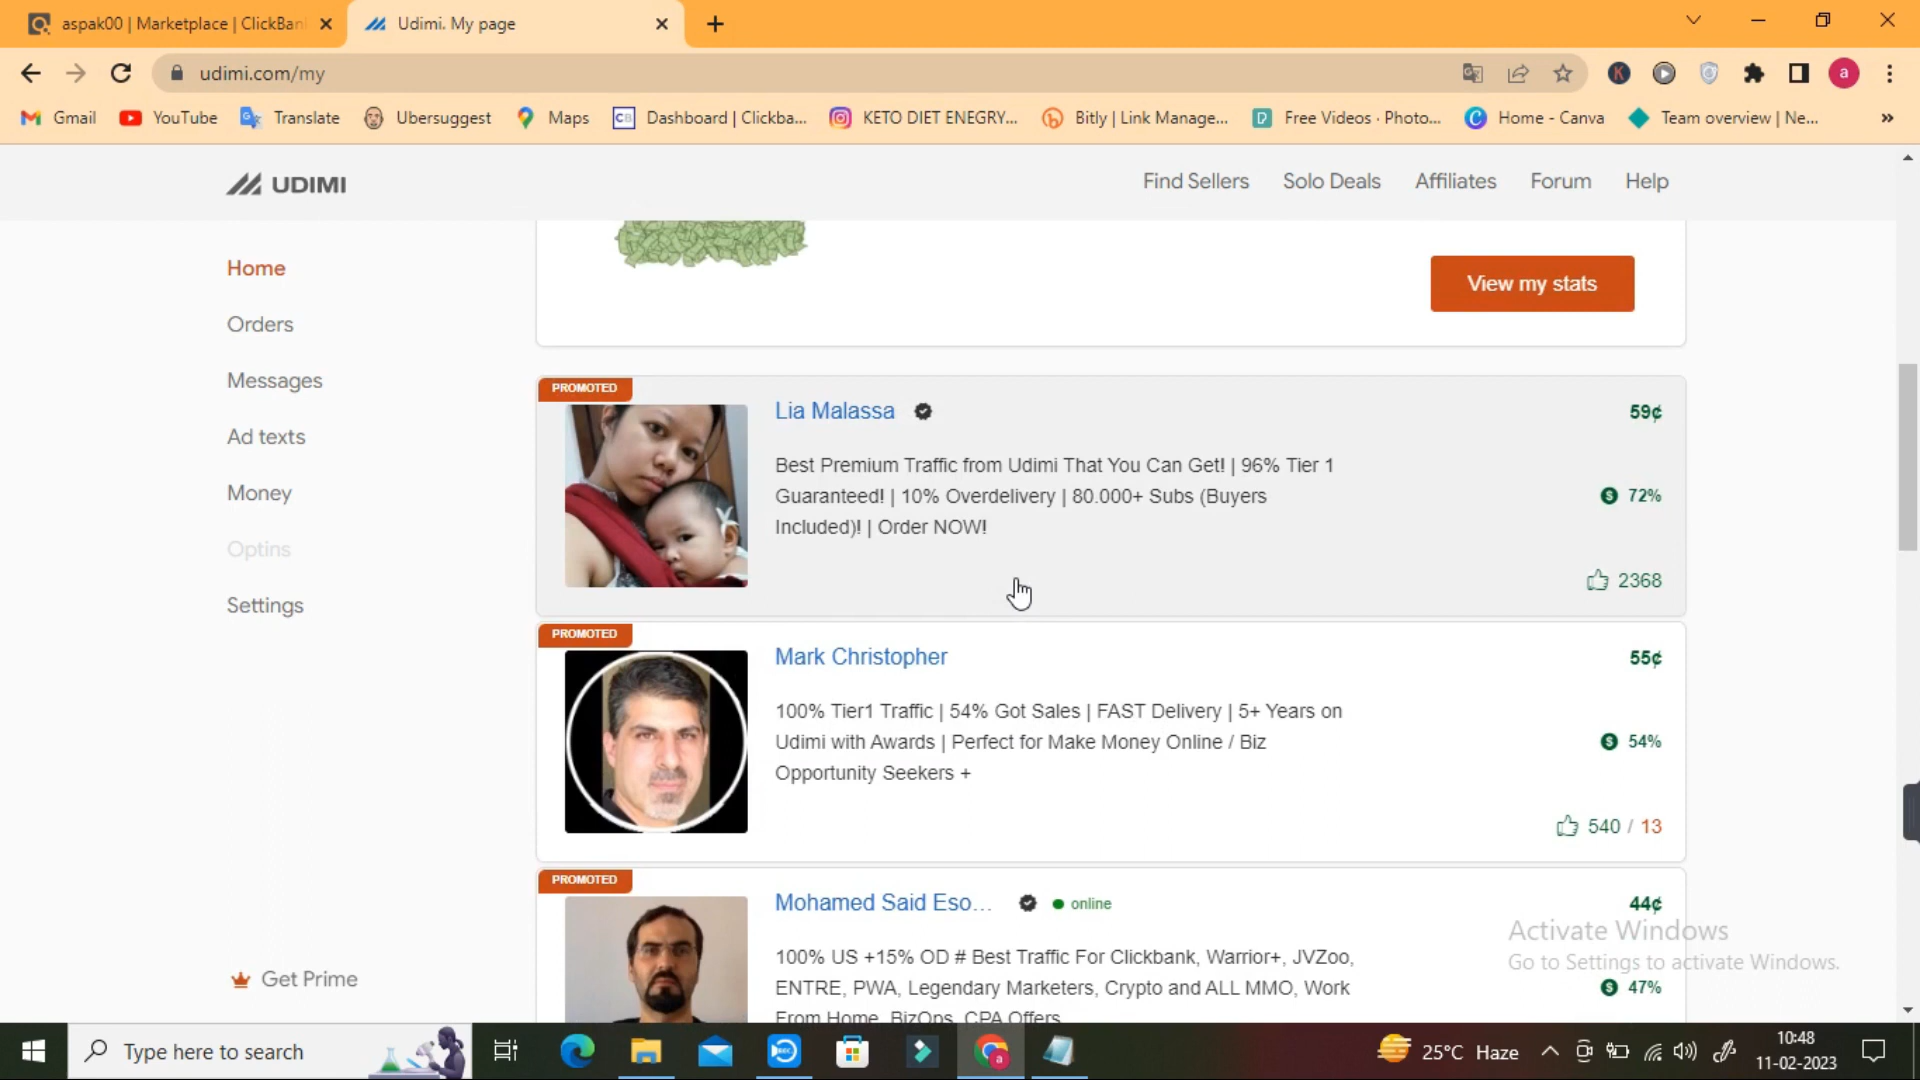 aspak00 | Marketplace | ClickBan
Udimi. My page
udimi.com/my
Gmail
YouTube
Translate
Ubersuggest
Maps
CB Dashboard | Clickba...
KETO DIET ENEGRY...
Bitly | Link Manage...
Free Videos · Photo...
Home - Canva
Team overview | Ne...
»
UDIMI
Find Sellers
Solo Deals
Affiliates
Forum
Help
Home
Orders
Messages
Ad texts
Money
Optins
Settings
Get Prime
View my stats
PROMOTED
Lia Malassa
59¢
Best Premium Traffic from Udimi That You Can Get! | 96% Tier 1
Guaranteed! | 10% Overdelivery | 80.000+ Subs (Buyers
Included)! | Order NOW!
72%
2368
PROMOTED
Mark Christopher
55¢
100% Tier1 Traffic | 54% Got Sales | FAST Delivery | 5+ Years on
Udimi with Awards | Perfect for Make Money Online / Biz
Opportunity Seekers +
54%
540 / 13
PROMOTED
Mohamed Said Eso...
online
44¢
100% US +15% OD # Best Traffic For Clickbank, Warrior+, JVZoo,
ENTRE, PWA, Legendary Marketers, Crypto and ALL MMO, Work
From Home, BizOps, CPA Offers
47%
Activate Windows
Go to Settings to activate Windows.
Type here to search
25°C Haze
10:48
11-02-2023